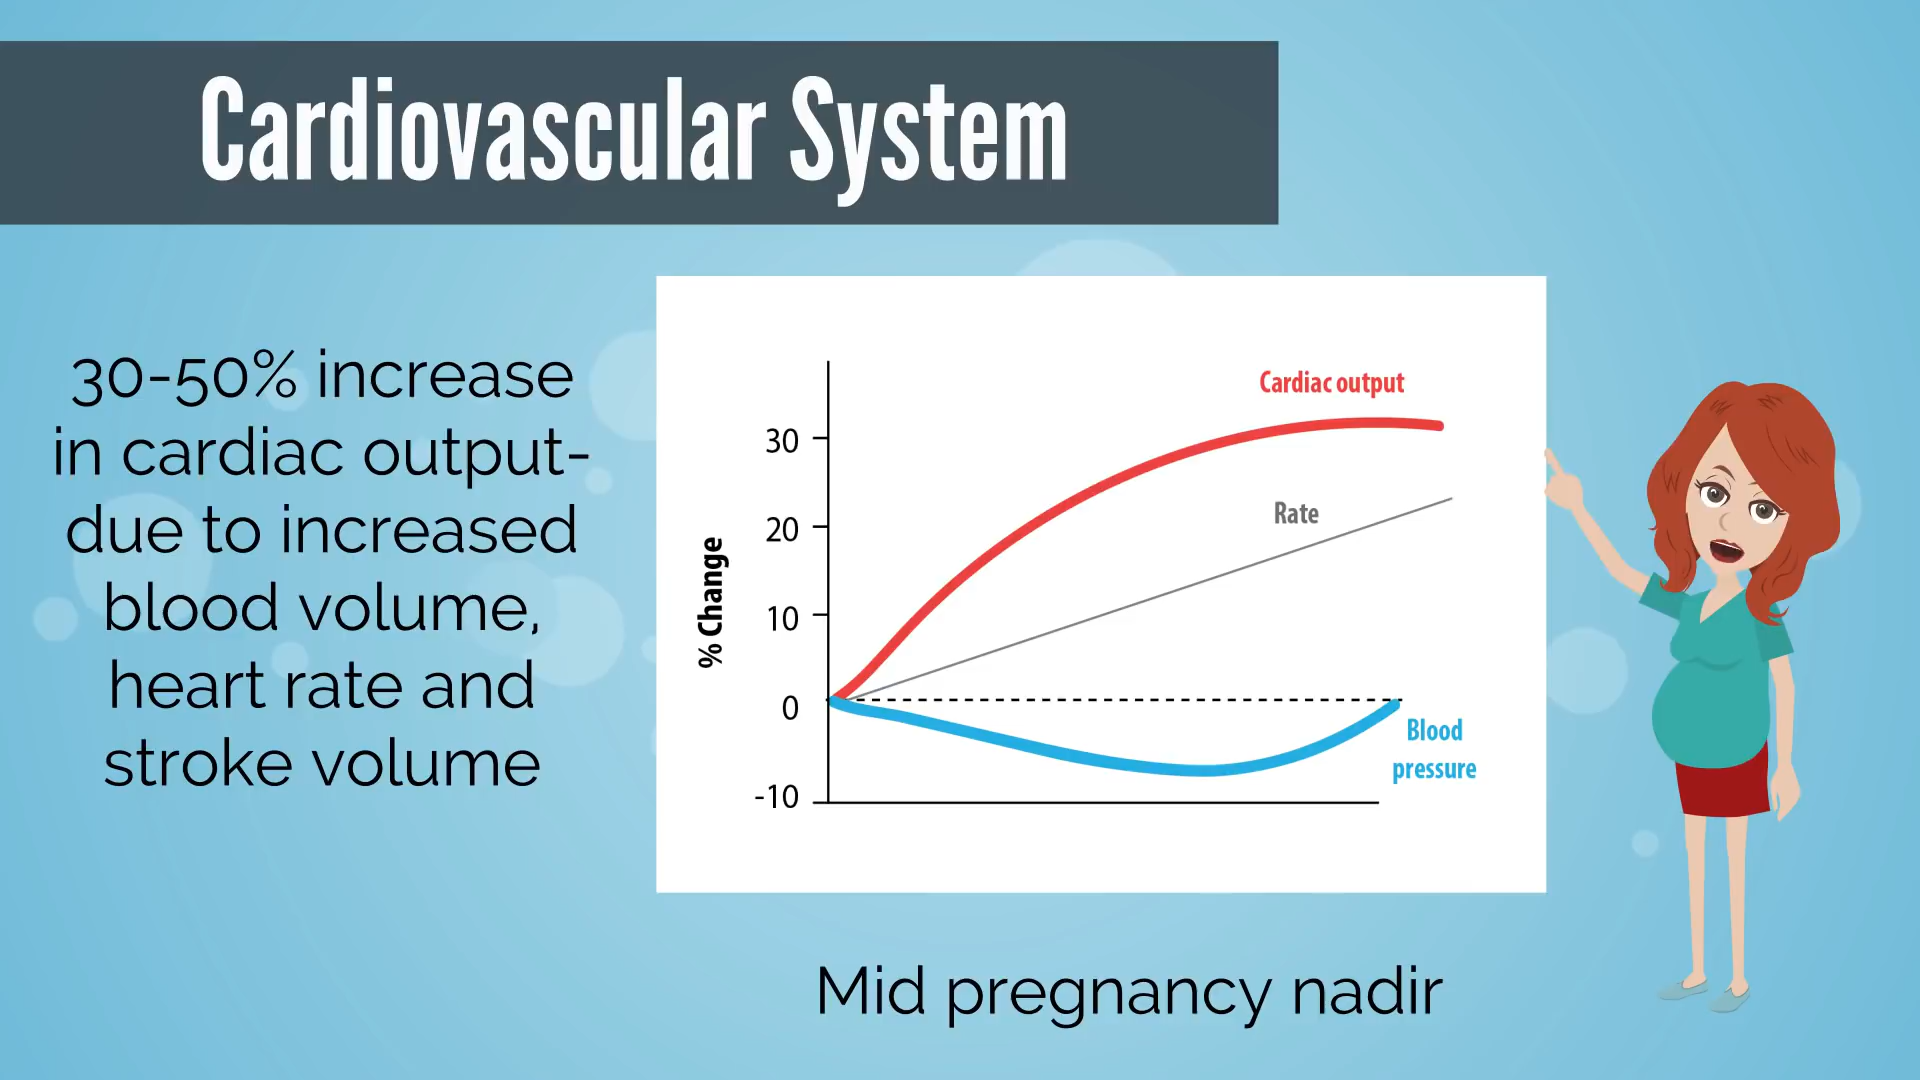 Cardiovascular System
30-50% increase
in cardiac output-
due to increased
blood volume,
heart rate and
stroke volume
% Change
30
20
10
0
-10
Cardiac output
Rate
Blood
pressure
Mid pregnancy nadir